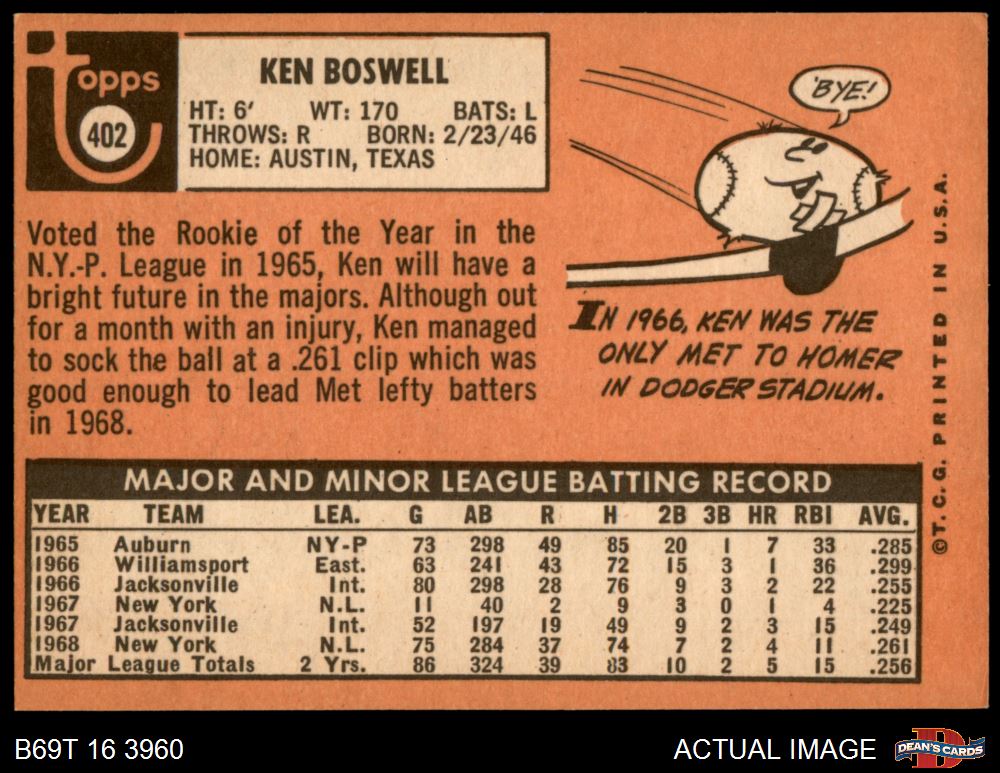 topps
402
KEN BOSWELL
HT: 6' WT: 170 BATS: L
THROWS: R BORN: 2/23/46
HOME: AUSTIN, TEXAS
Voted the Rookie of the Year in the
N.Y.-P. League in 1965, Ken will have a
bright future in the majors. Although out
for a month with an injury, Ken managed
to sock the ball at a .261 clip which was
good enough to lead Met lefty batters
in 1968.
'BYE!
IN 1966, KEN WAS THE
ONLY MET TO HOMER
IN DODGER STADIUM.
©T. C. G. PRINTED IN U.S.A.
MAJOR AND MINOR LEAGUE BATTING RECORD
YEAR TEAM LEA. G AB R H 2B 3B HR RBI AVG.
1965 Auburn NY-P 73 298 49 85 20 1 7 33 .285
1966 Williamsport East. 63 241 43 72 15 3 1 36 .299
1966 Jacksonville Int. 80 298 28 76 9 3 2 22 .255
1967 New York N.L. 11 40 2 9 3 0 1 4 .225
1967 Jacksonville Int. 52 197 19 49 9 2 3 15 .249
1968 New York N.L. 75 284 37 74 7 2 4 11 .261
Major League Totals 2 Yrs. 86 324 39 83 10 2 5 15 .256
B69T 16 3960
ACTUAL IMAGE
DEAN'S CARDS